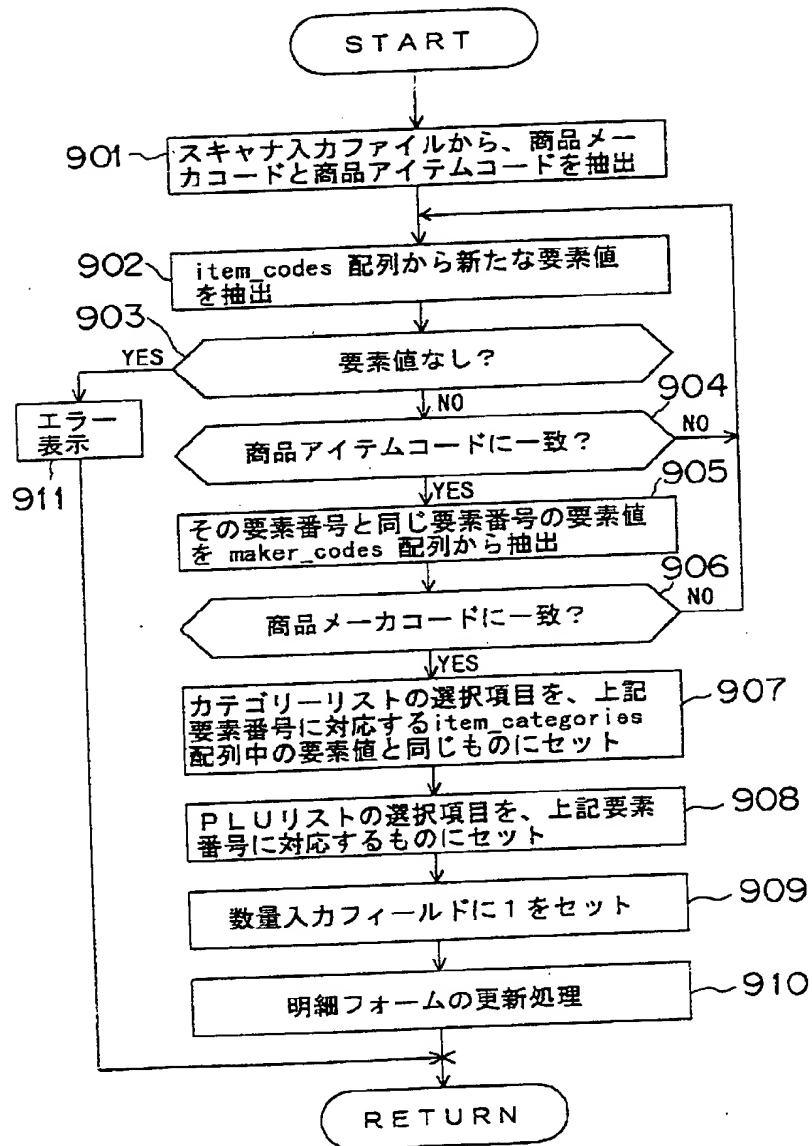 START
901
スキャナ入力ファイルから、商品メー
カコードと商品アイテムコードを抽出
902
item_codes 配列から新たな要素値
を抽出
903
YES
要素値なし?
NO
904
エラー
表示
911
商品アイテムコードに一致?
NO
YES
905
その要素番号と同じ要素番号の要素値
を maker_codes 配列から抽出
906
商品メーカコードに一致?
NO
YES
カテゴリーリストの選択項目を、上記
要素番号に対応するitem_categories
配列中の要素値と同じものにセット
907
PLUリストの選択項目を、上記要素
番号に対応するものにセット
908
数量入力フィールドに1をセット
909
明細フォームの更新処理
910
RETURN